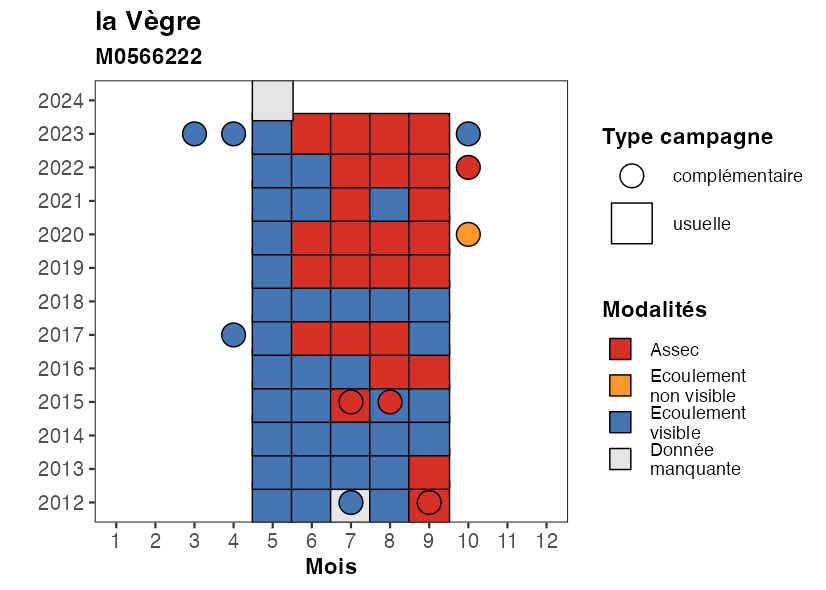 la Vègre
M0566222
2024
2023
2022
2021
2020
2019
2018
2017
2016
2015
2014
2013
2012
1 2 3 4 5 6 7 8 9 10 11 12
Mois
Type campagne
complémentaire
usuelle
Modalités
Assec
Ecoulement
non visible
Ecoulement
visible
Donnée
manquante